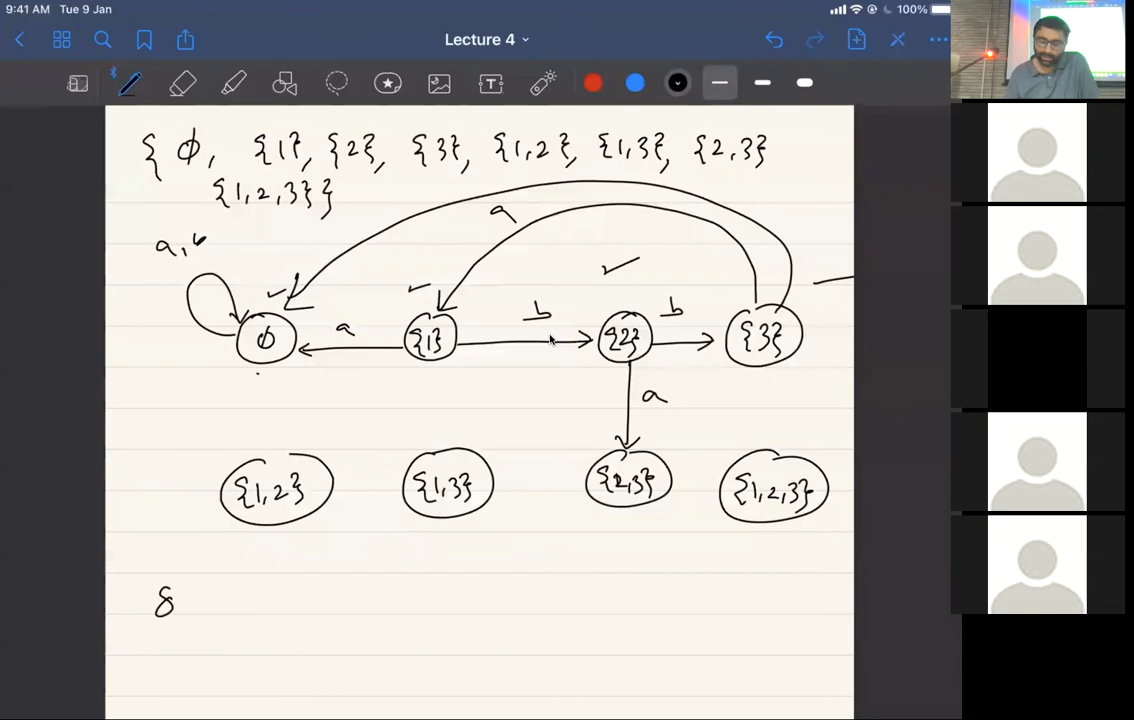 9:41 AM Tue 9 Jan 100%
Lecture 4
{ ϕ, {1}, {2}, {3}, {1,2}, {1,3}, {2,3}
{1,2,3}}
a
a,b
b
b
a
ϕ {1} {2} {3}
a
{1,2} {1,3} {2,3} {1,2,3}
8